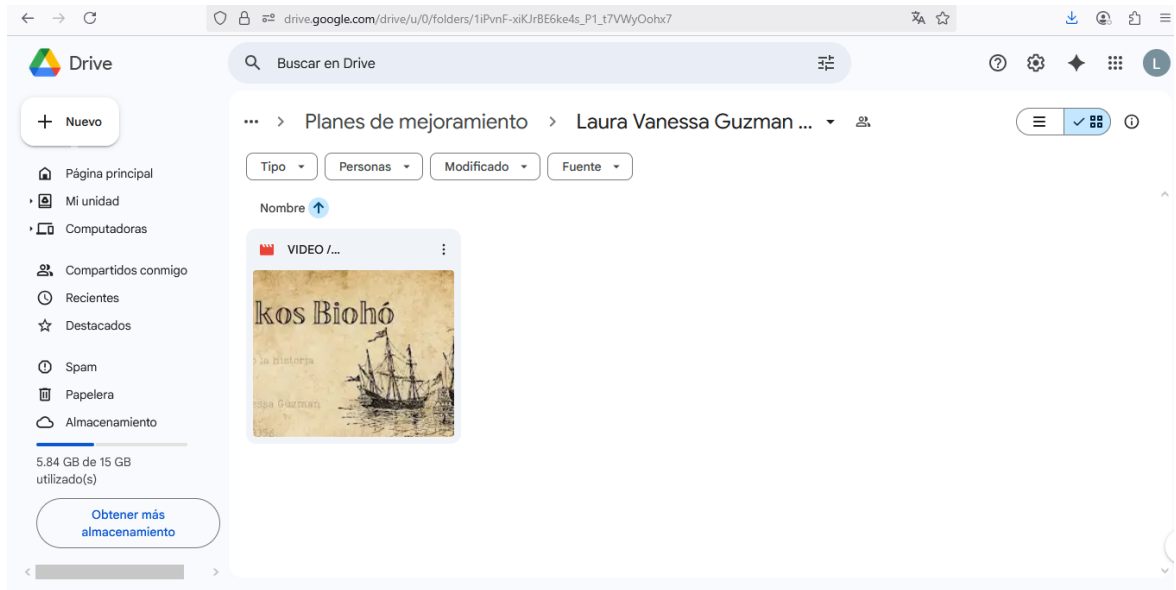 drive.google.com/drive/u/0/folders/1iPvnF-xiKJrBE6ke4s_P1_t7VWyOohx7
Drive
Buscar en Drive
L
Nuevo
... > Planes de mejoramiento > Laura Vanessa Guzman ...
Tipo
Personas
Modificado
Fuente
Página principal
Mi unidad
Computadoras
Compartidos conmigo
Recientes
Destacados
Spam
Papelera
Almacenamiento
5.84 GB de 15 GB
utilizado(s)
Obtener más
almacenamiento
Nombre
VIDEO /...
kos Biohó
la historia
Guzman